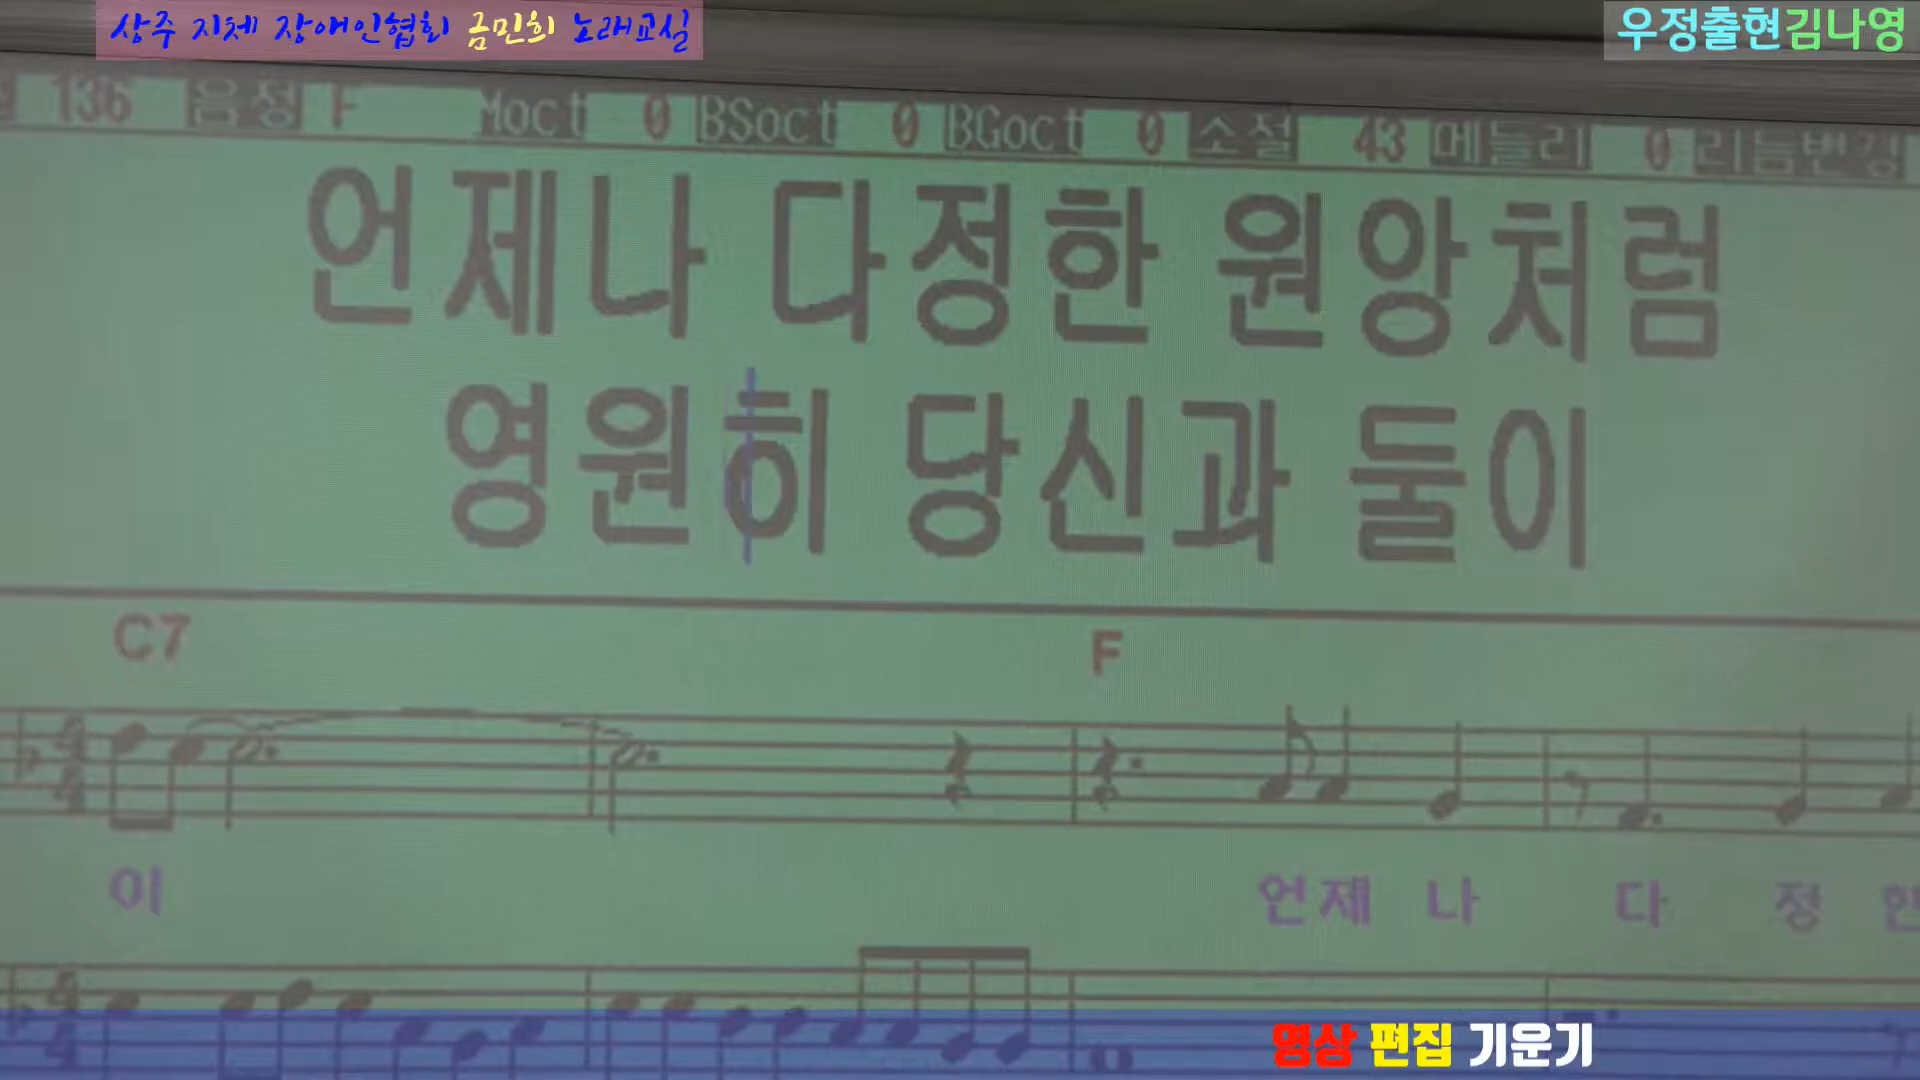 상주 지체 장애인협회 금민희 노래교실
우정출현김나영
136 음정 F Moct 0 BSoct 0 BGoct 0 소절 43 메들리 0 리듬변경
언제나 다정한 원앙처럼
영원히 당신과 둘이
C7 F
이 언제 나 다 정 한
영상 편집 기운기